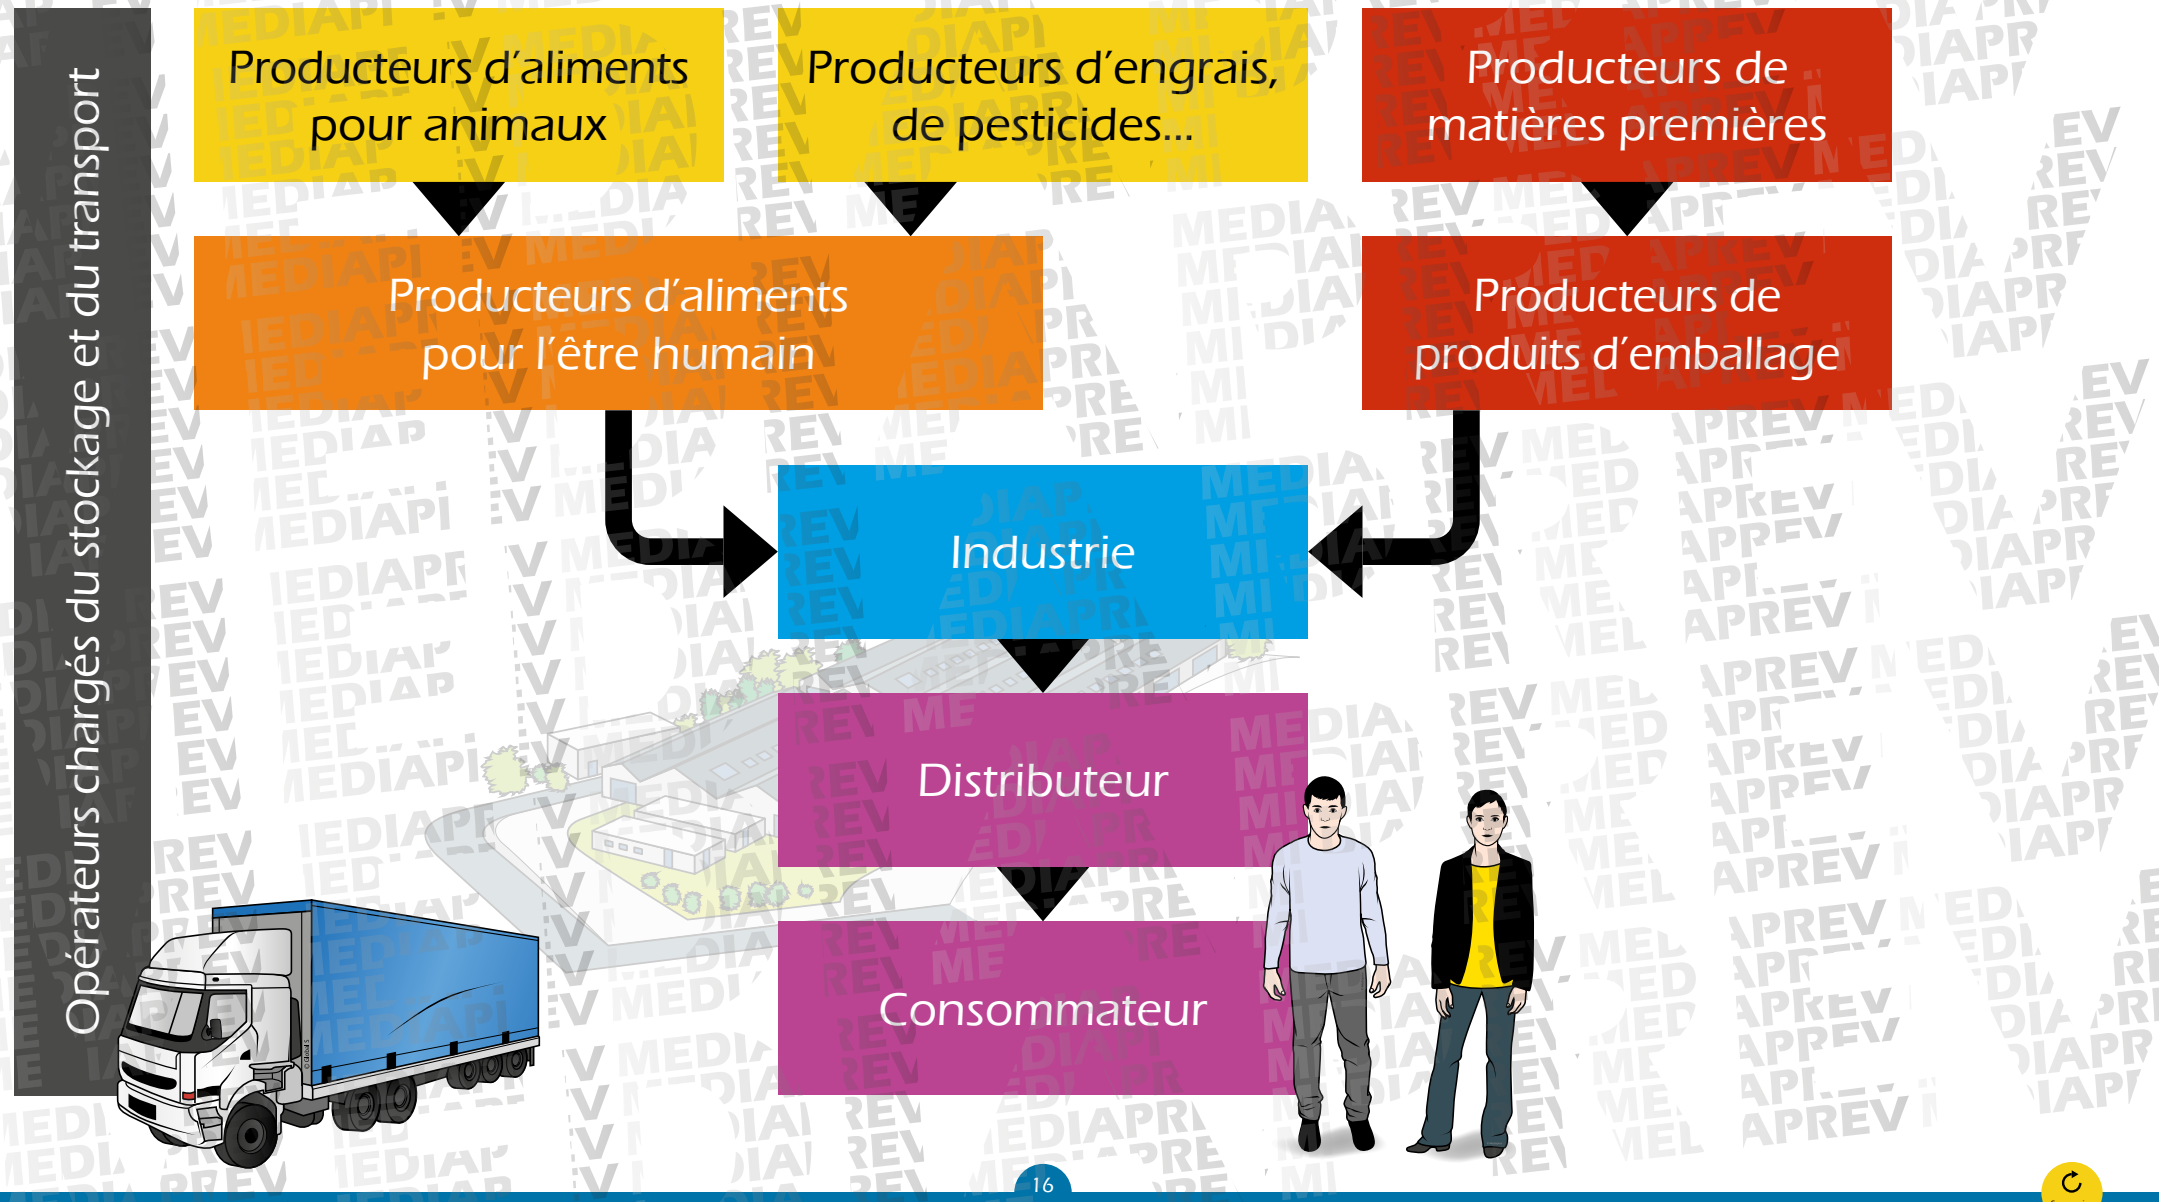 Opérateurs chargés du stockage et du transport
Producteurs d’aliments
pour animaux
Producteurs d’engrais,
de pesticides...
Producteurs de
matières premières
Producteurs d’aliments
pour l’être humain
Producteurs de
produits d’emballage
Industrie
Distributeur
Consommateur
16